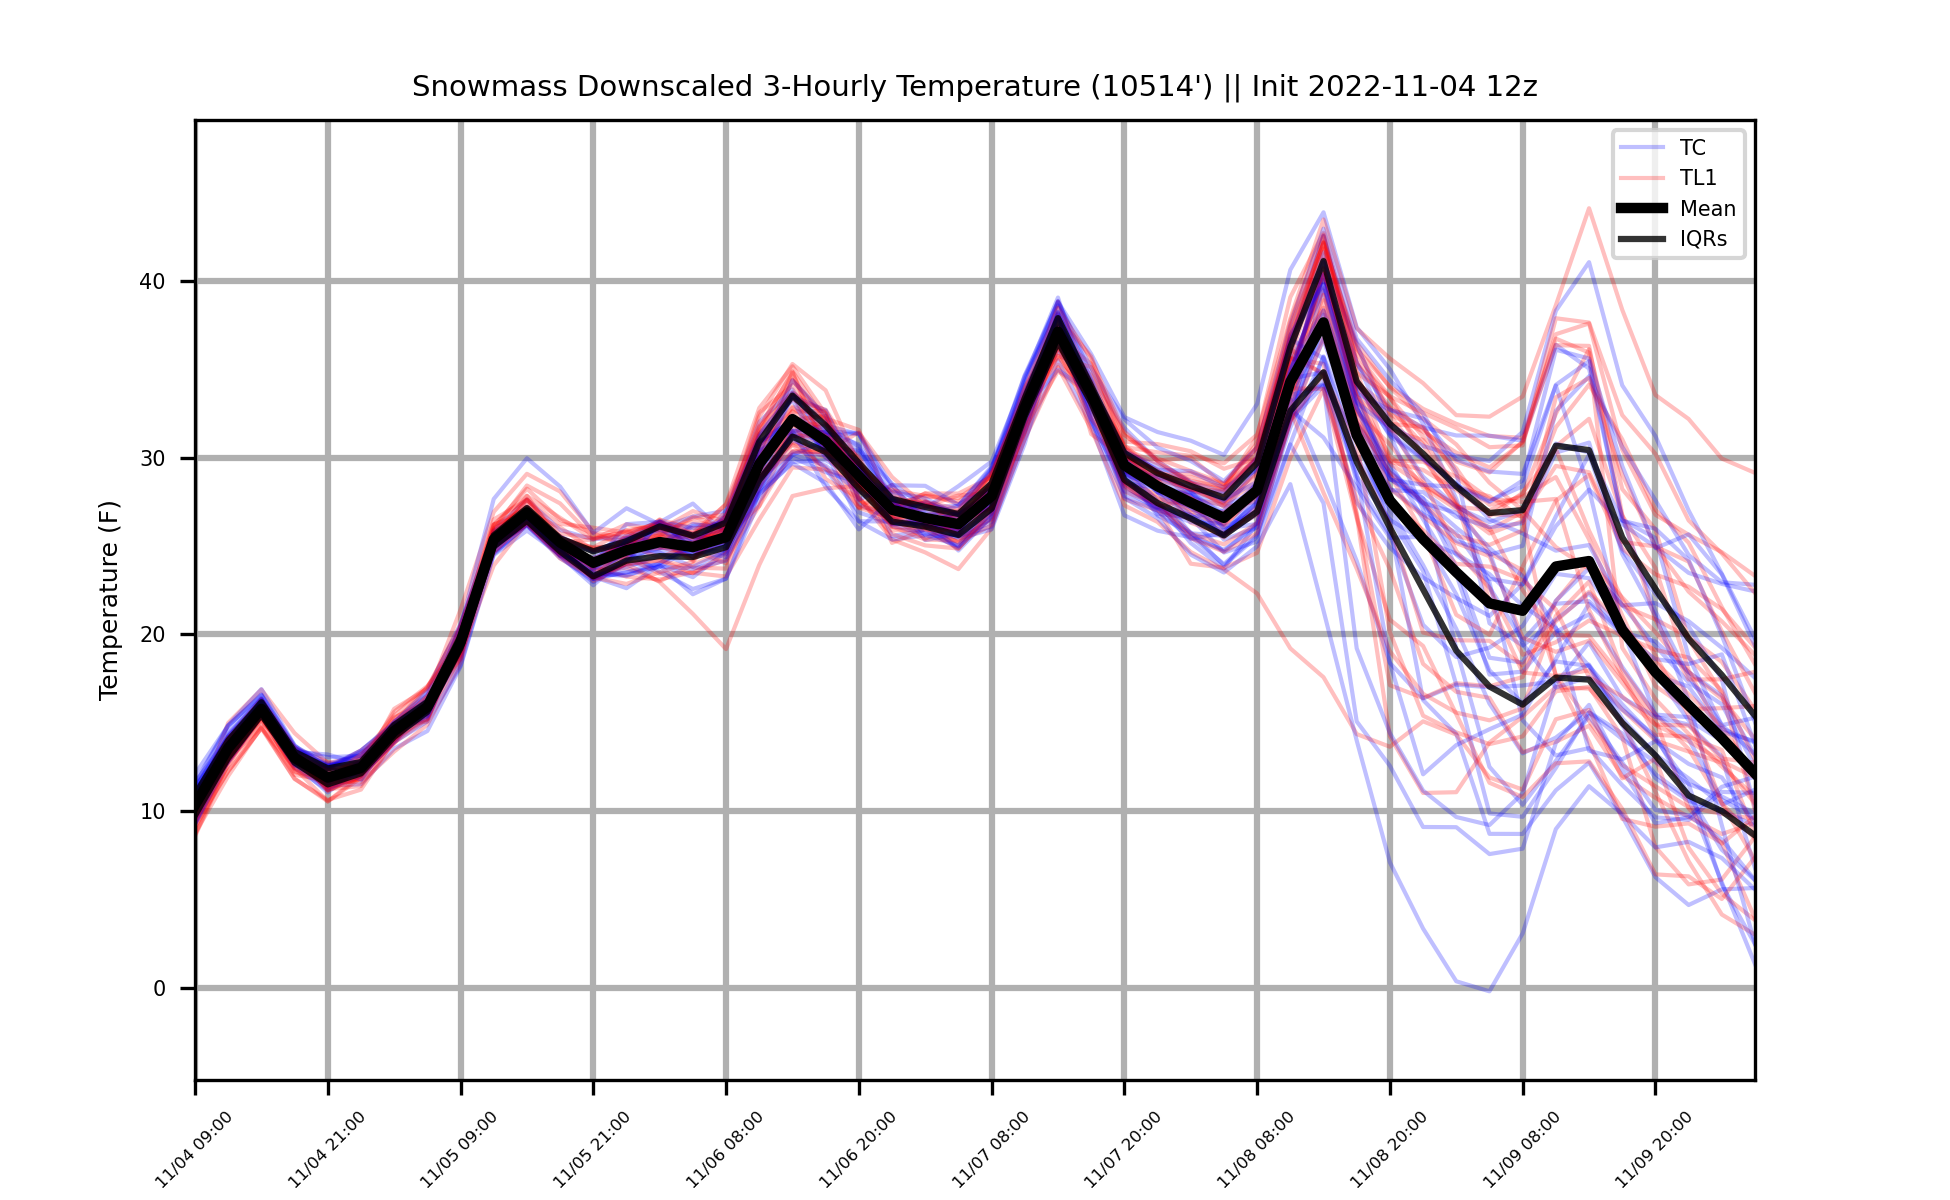 Snowmass Downscaled 3-Hourly Temperature (10514') || Init 2022-11-04 12z
TC
TL1
Mean
IQRs
Temperature (F)
40
30
20
10
0
11/04 09:00
11/04 21:00
11/05 09:00
11/05 21:00
11/06 08:00
11/06 20:00
11/07 08:00
11/07 20:00
11/08 08:00
11/08 20:00
11/09 08:00
11/09 20:00